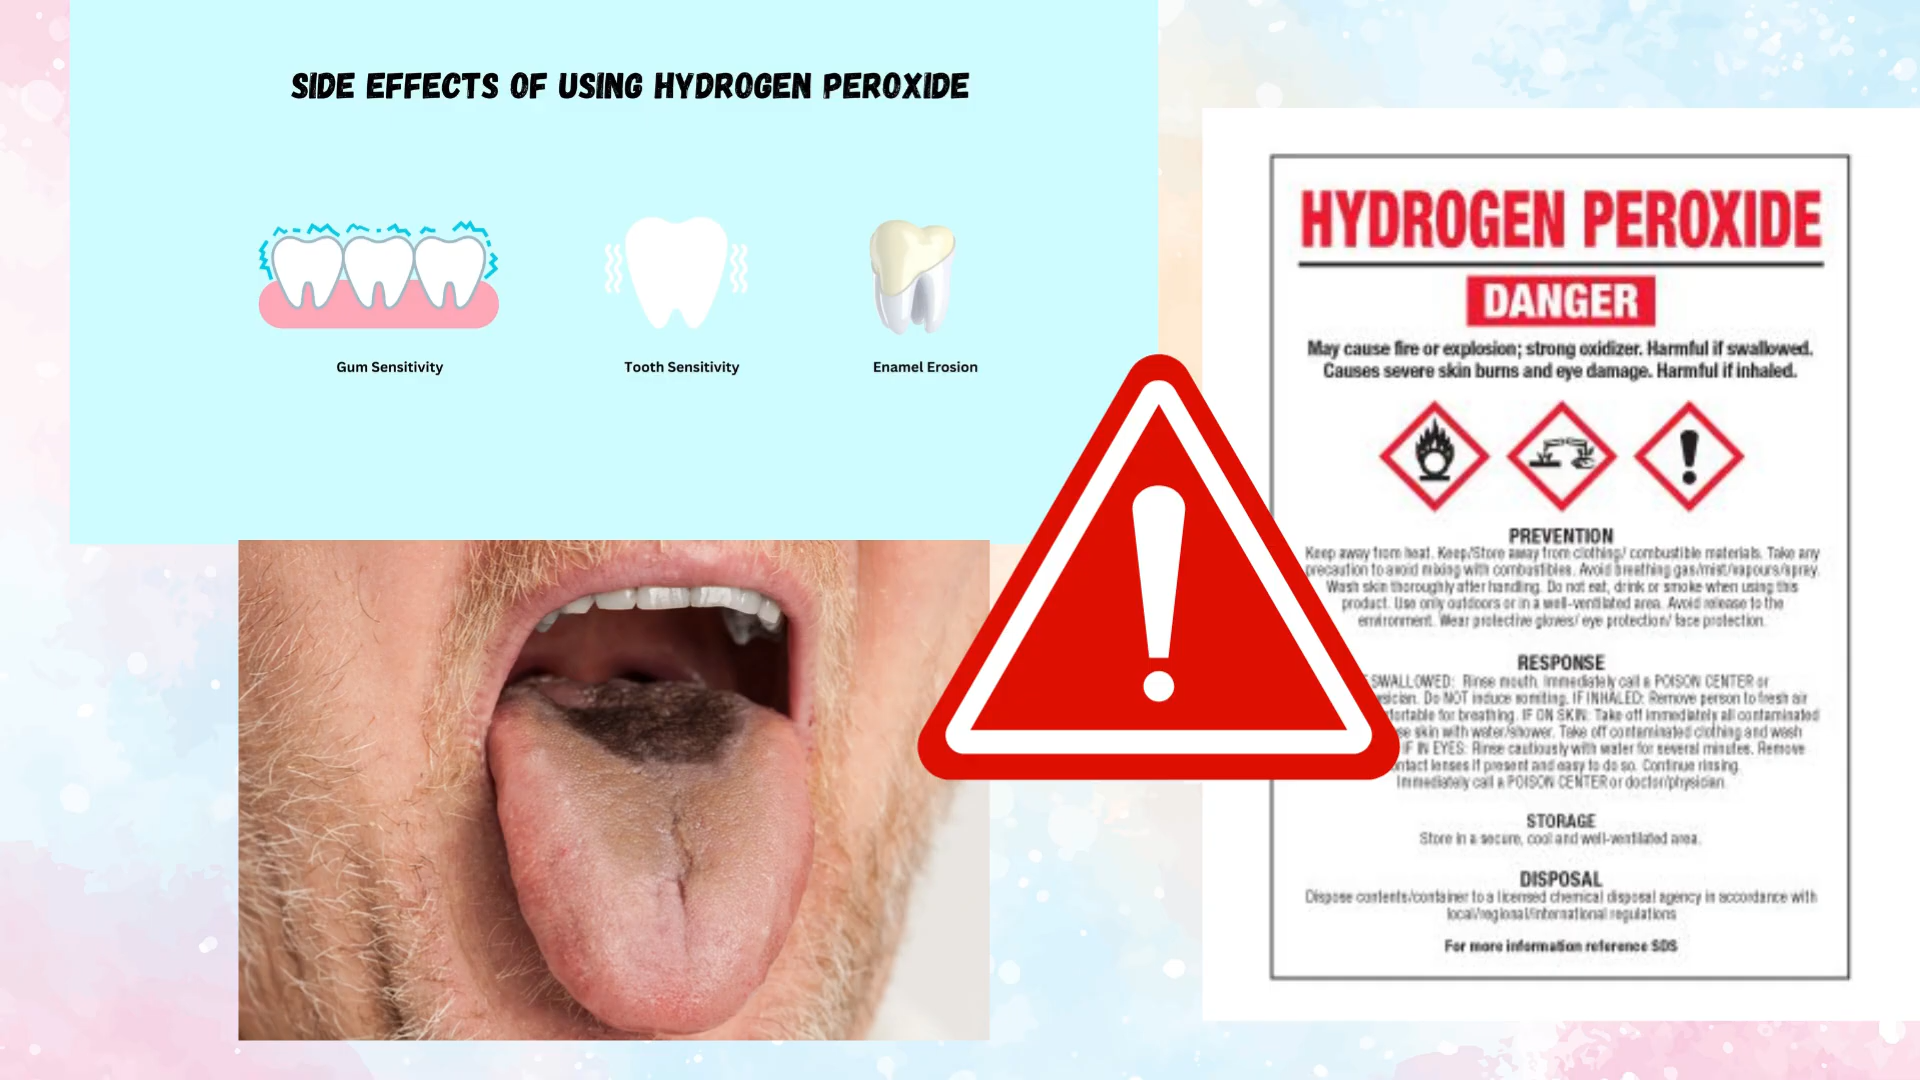 SIDE EFFECTS OF USING HYDROGEN PEROXIDE
Gum Sensitivity
Tooth Sensitivity
Enamel Erosion
HYDROGEN PEROXIDE
DANGER
May cause fire or explosion; strong oxidizer. Harmful if swallowed.
Causes severe skin burns and eye damage. Harmful if inhaled.
PREVENTION
Keep away from heat. Keep/Store away from clothing/ combustible materials. Take any
precaution to avoid mixing with combustibles. Avoid breathing gas/mist/vapours/spray.
Wash skin thoroughly after handling. Do not eat, drink or smoke when using this
product. Use only outdoors or in a well-ventilated area. Avoid release to the
environment. Wear protective gloves/ eye protection/ face protection.
RESPONSE
SWALLOWED: Rinse mouth. Immediately call a POISON CENTER or
Do NOT induce vomiting. IF INHALED: Remove person to fresh air
for breathing. IF ON SKIN: Take off immediately all contaminated
skin with water/shower. Take off contaminated clothing and wash
IF IN EYES: Rinse cautiously with water for several minutes. Remove
lenses if present and easy to do so. Continue rinsing.
Immediately call a POISON CENTER or doctor/physician.
STORAGE
Store in a secure, cool and well-ventilated area.
DISPOSAL
Dispose contents/container to a licensed chemical disposal agency in accordance with
local/regional/international regulations
For more information reference SDS